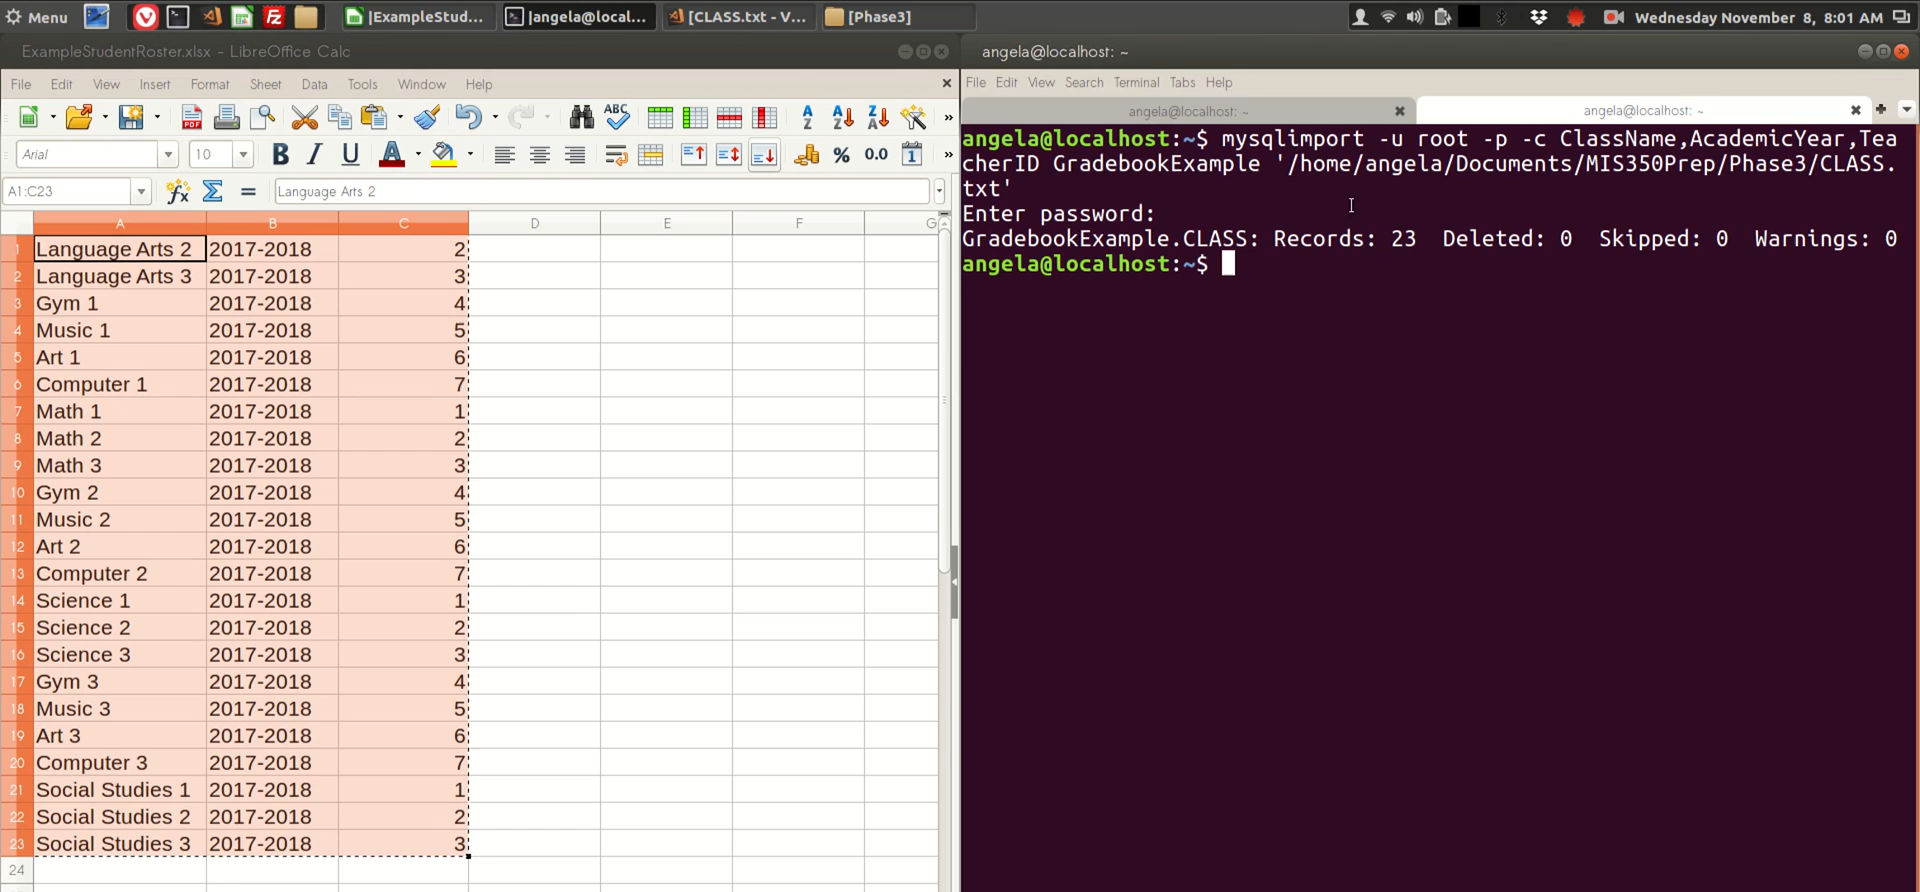 Menu
|ExampleStud...
|angela@local...
[CLASS.txt - V...
[Phase3]
Wednesday November 8, 8:01 AM
ExampleStudentRoster.xlsx - LibreOffice Calc
File Edit View Insert Format Sheet Data Tools Window Help
Arial
10
A1:C23
Language Arts 2
A B C D E F G
1 Language Arts 2 2017-2018 2
2 Language Arts 3 2017-2018 3
3 Gym 1 2017-2018 4
4 Music 1 2017-2018 5
5 Art 1 2017-2018 6
6 Computer 1 2017-2018 7
7 Math 1 2017-2018 1
8 Math 2 2017-2018 2
9 Math 3 2017-2018 3
10 Gym 2 2017-2018 4
11 Music 2 2017-2018 5
12 Art 2 2017-2018 6
13 Computer 2 2017-2018 7
14 Science 1 2017-2018 1
15 Science 2 2017-2018 2
16 Science 3 2017-2018 3
17 Gym 3 2017-2018 4
18 Music 3 2017-2018 5
19 Art 3 2017-2018 6
20 Computer 3 2017-2018 7
21 Social Studies 1 2017-2018 1
22 Social Studies 2 2017-2018 2
23 Social Studies 3 2017-2018 3
24
angela@localhost: ~
File Edit View Search Terminal Tabs Help
angela@localhost: ~
angela@localhost: ~
angela@localhost:~$ mysqlimport -u root -p -c ClassName,AcademicYear,Tea
cherID GradebookExample '/home/angela/Documents/MIS350Prep/Phase3/CLASS.
txt'
Enter password:
GradebookExample.CLASS: Records: 23  Deleted: 0  Skipped: 0  Warnings: 0
angela@localhost:~$